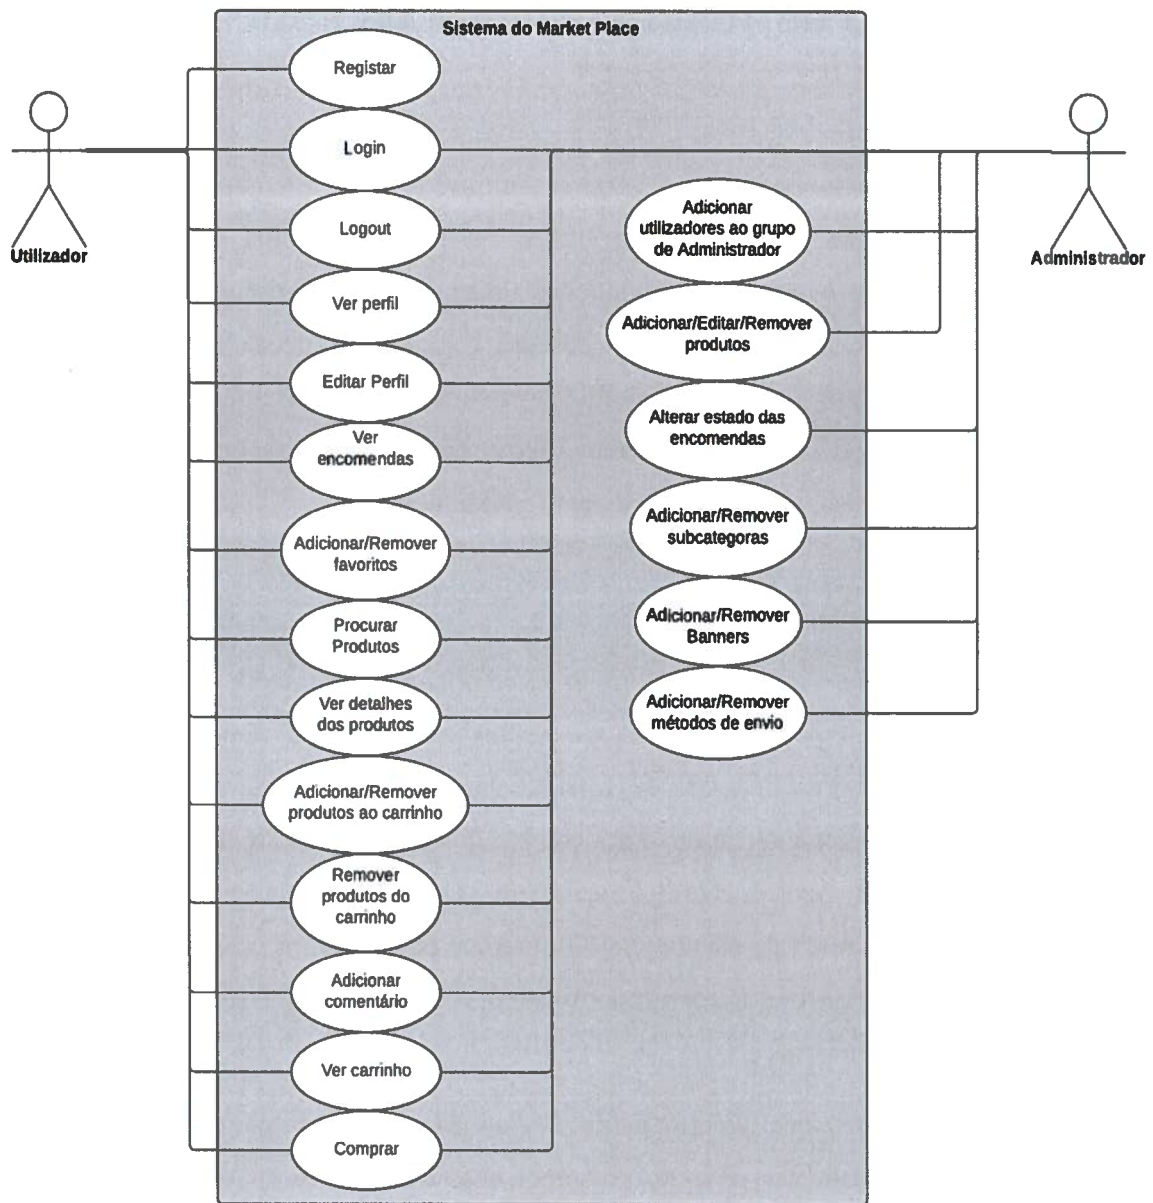 Sistema do Market Place
Registar
Login
Logout
Ver perfil
Editar Perfil
Ver
encomendas
Adicionar/Remover
favoritos
Procurar
Produtos
Ver detalhes
dos produtos
Adicionar/Remover
produtos ao carrinho
Remover
produtos do
carrinho
Adicionar
comentário
Ver carrinho
Comprar
Utilizador
Adicionar
utilizadores ao grupo
de Administrador
Adicionar/Editar/Remover
produtos
Alterar estado das
encomendas
Adicionar/Remover
subcategoras
Adicionar/Remover
Banners
Adicionar/Remover
métodos de envio
Administrador